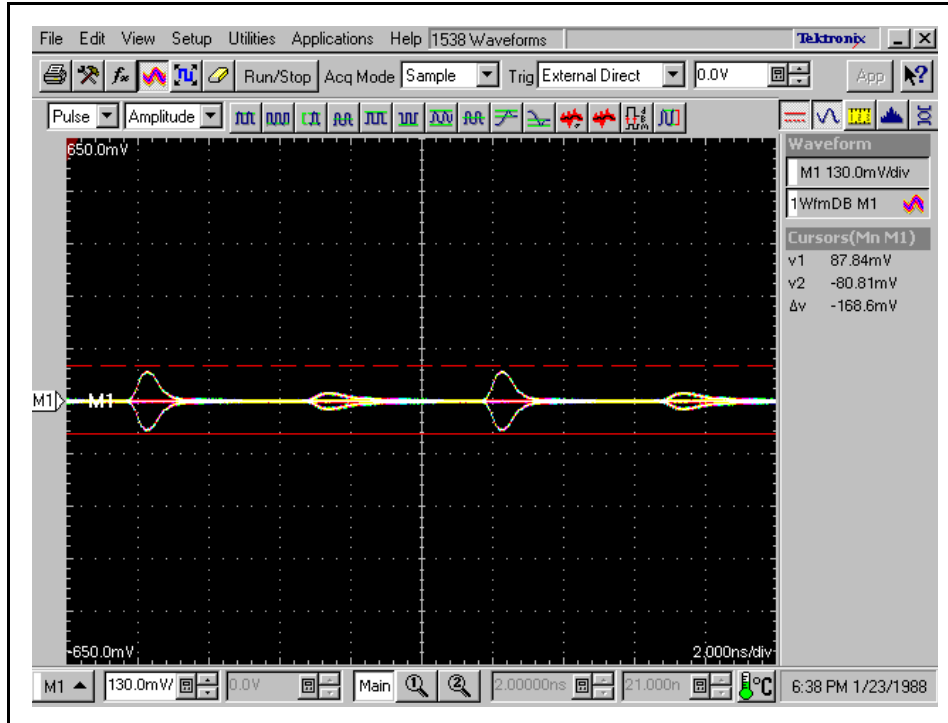 File Edit View Setup Utilities Applications Help 1538 Waveforms Tektronix
Run/Stop Acq Mode Sample Trig External Direct 0.0V App
Pulse Amplitude
650.0mV
Waveform
M1 130.0mV/div
1WfmDB M1
Cursors(Mn M1)
v1 87.84mV
v2 -80.81mV
Δv -168.6mV
M1 M1
-650.0mV 2.000ns/div
M1 130.0mV/ 0.0V Main 1 2 2.00000ns 21.000n °C 6:38 PM 1/23/1988